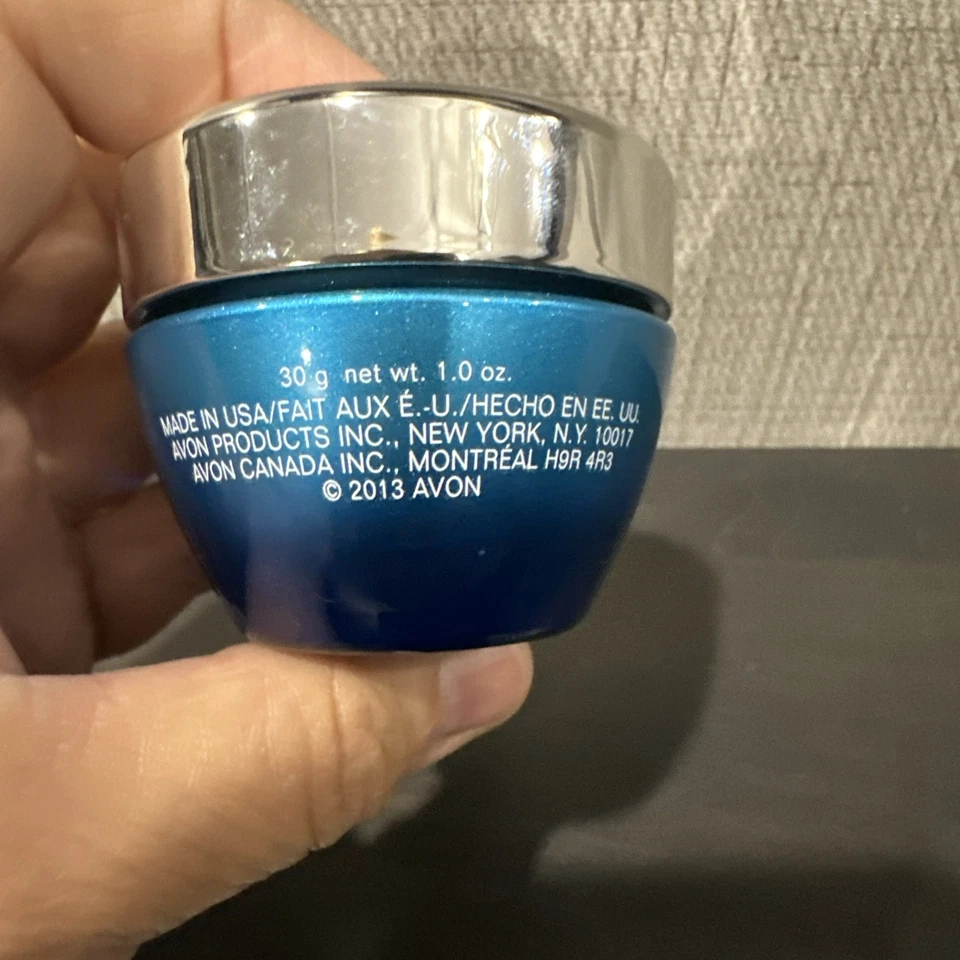 30 g net wt. 1.0 oz.
MADE IN USA/FAIT AUX É.-U./HECHO EN EE. UU.
AVON PRODUCTS INC., NEW YORK, N.Y. 10017
AVON CANADA INC., MONTRÉAL H9R 4R3
© 2013 AVON